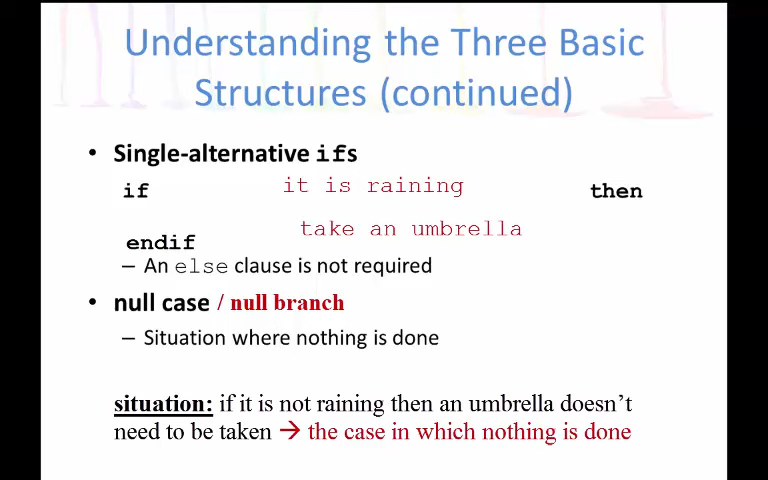 Understanding the Three Basic
Structures (continued)
• Single-alternative ifs
if it is raining then
take an umbrella
endif
– An else clause is not required
• null case / null branch
– Situation where nothing is done
situation: if it is not raining then an umbrella doesn't
need to be taken → the case in which nothing is done